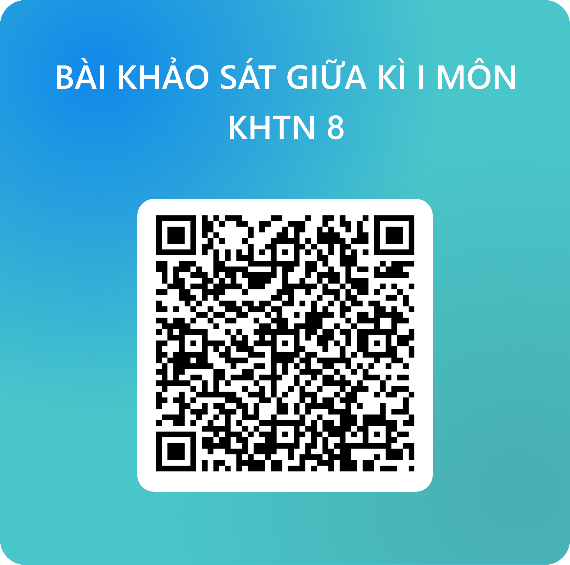 BÀI KHẢO SÁT GIỮA KÌ I MÔN
KHTN 8